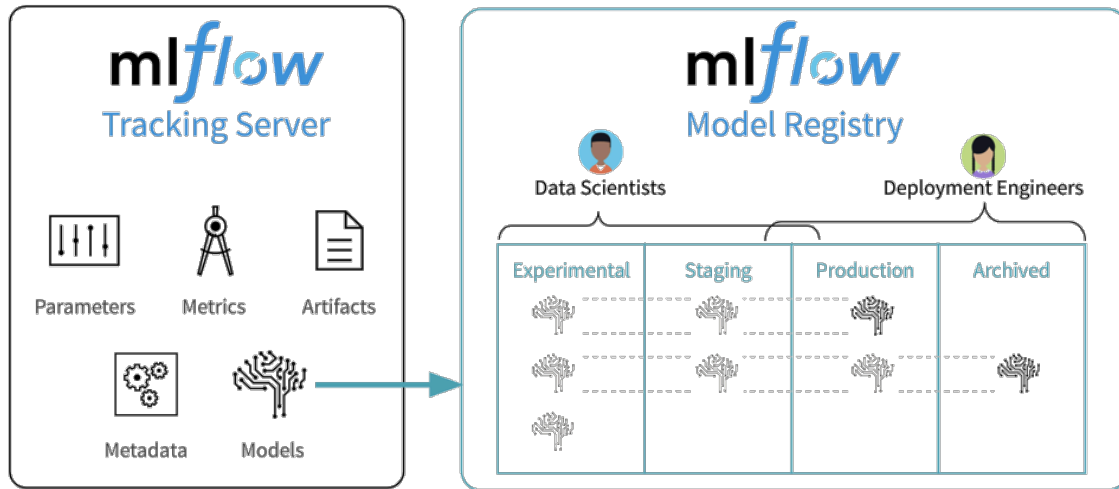 mlflow
Tracking Server
Parameters
Metrics
Artifacts
Metadata
Models
mlflow
Model Registry
Data Scientists
Deployment Engineers
Experimental
Staging
Production
Archived